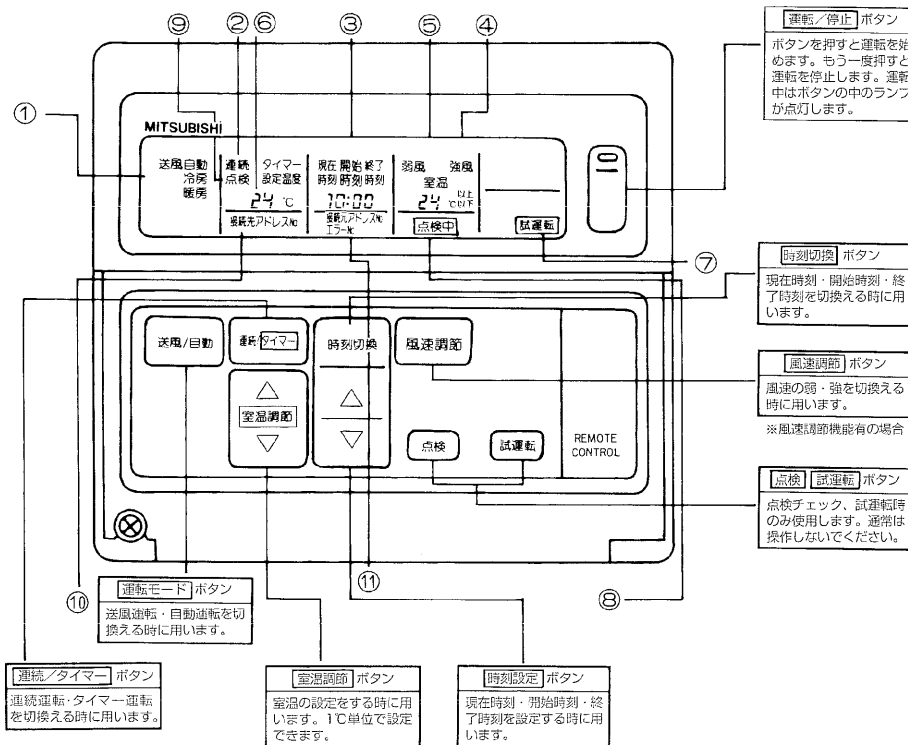 ⑨ ② ⑥ ③ ⑤ ④
①
MITSUBISHI
送風自動
冷房
暖房
連続 タイマー
点検 設定温度
24 ℃
接続先アドレス№
現在 開始 終了
時刻 時刻 時刻
10:00
接続元アドレス№
エラー№
弱風 強風
室温
24 ℃ 以上 以下
点検中
試運転
運転/停止 ボタン
ボタンを押すと運転を始
めます。もう一度押すと
運転を停止します。運転
中はボタンの中のランプ
が点灯します。
⑦
送風/自動
連続/タイマー
時刻切換
風速調節
△
室温調節
▽
△
▽
点検
試運転
REMOTE
CONTROL
時刻切換 ボタン
現在時刻・開始時刻・終
了時刻を切換える時に用
います。
風速調節 ボタン
風速の弱・強を切換える
時に用います。
※風速調節機能有の場合
点検 試運転 ボタン
点検チェック、試運転時
のみ使用します。通常は
操作しないでください。
⑩ ⑪ ⑧
運転モード ボタン
送風運転・自動運転を切
換える時に用います。
連続/タイマー ボタン
連続運転・タイマー運転
を切換える時に用います。
室温調節 ボタン
室温の設定をする時に用
います。1℃単位で設定
できます。
時刻設定 ボタン
現在時刻・開始時刻・終
了時刻を設定する時に用
います。